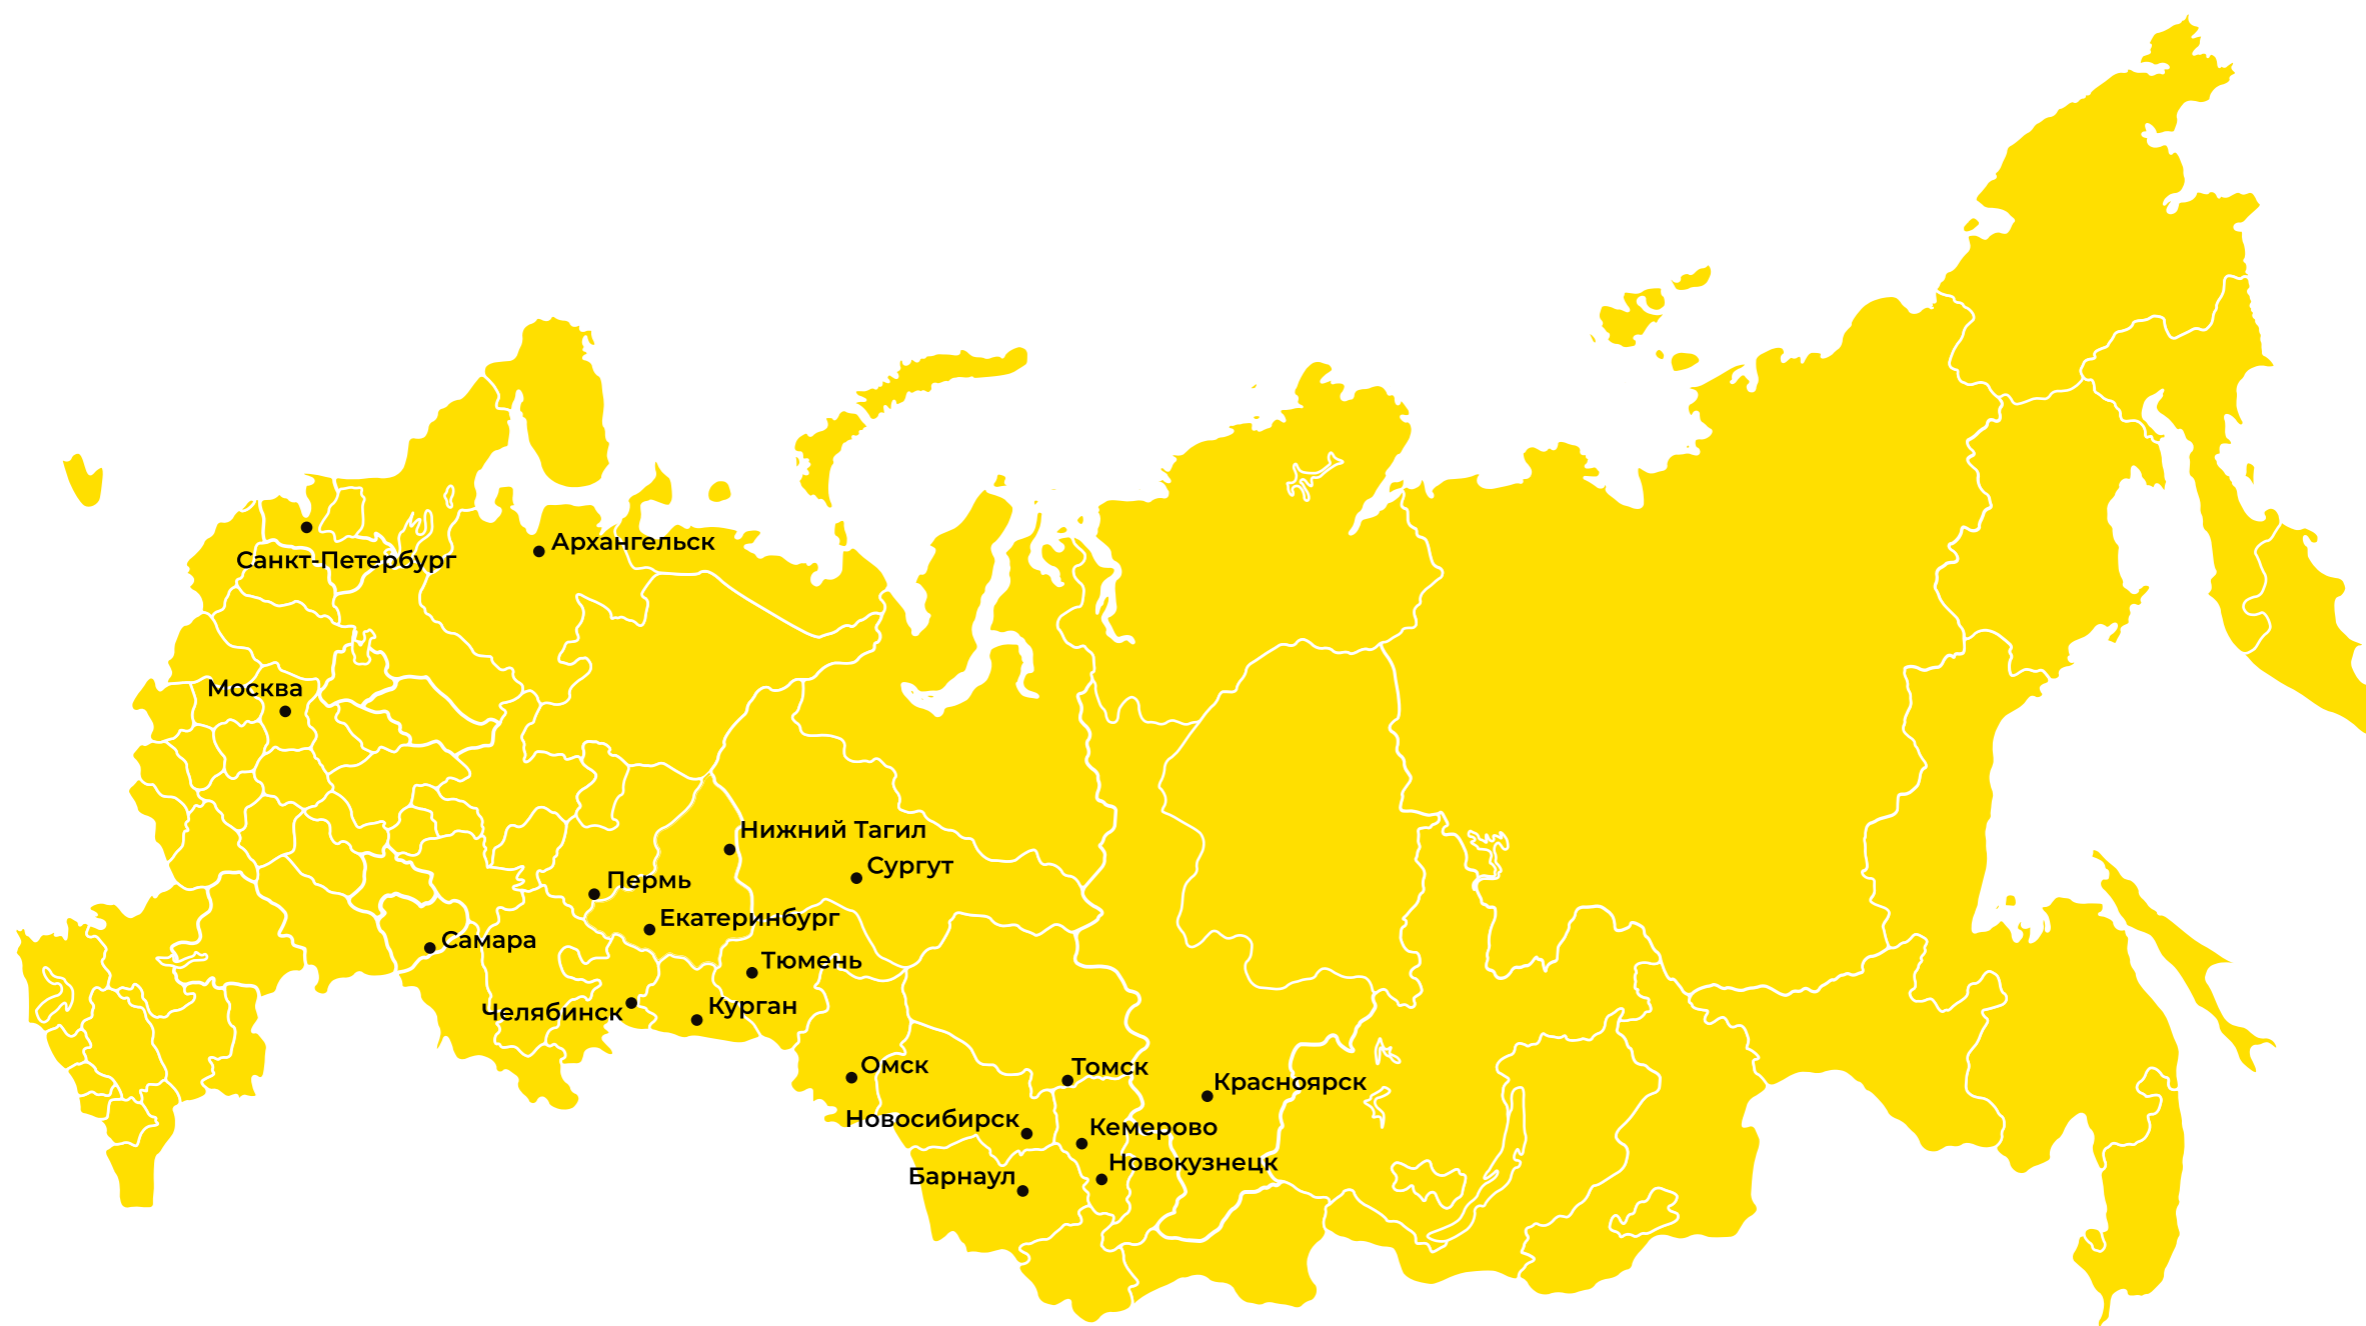 Архангельск
Санкт-Петербург
Москва
Нижний Тагил
Сургут
Пермь
Екатеринбург
Самара
Тюмень
Курган
Челябинск
Омск
Томск
Красноярск
Новосибирск
Кемерово
Новокузнецк
Барнаул